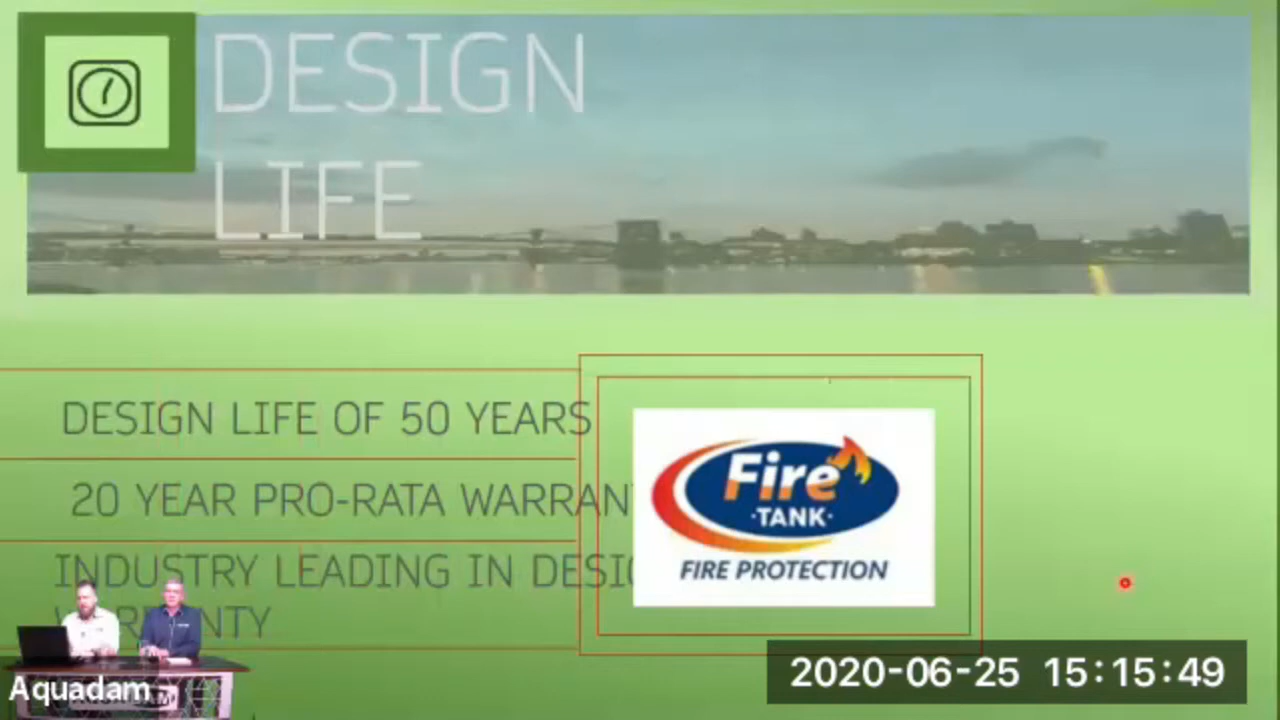 DESIGN
LIFE
DESIGN LIFE OF 50 YEARS
20 YEAR PRO-RATA WARRAN
INDUSTRY LEADING IN DESIG
Fire
·TANK·
FIRE PROTECTION
Aquadam
2020-06-25 15:15:49